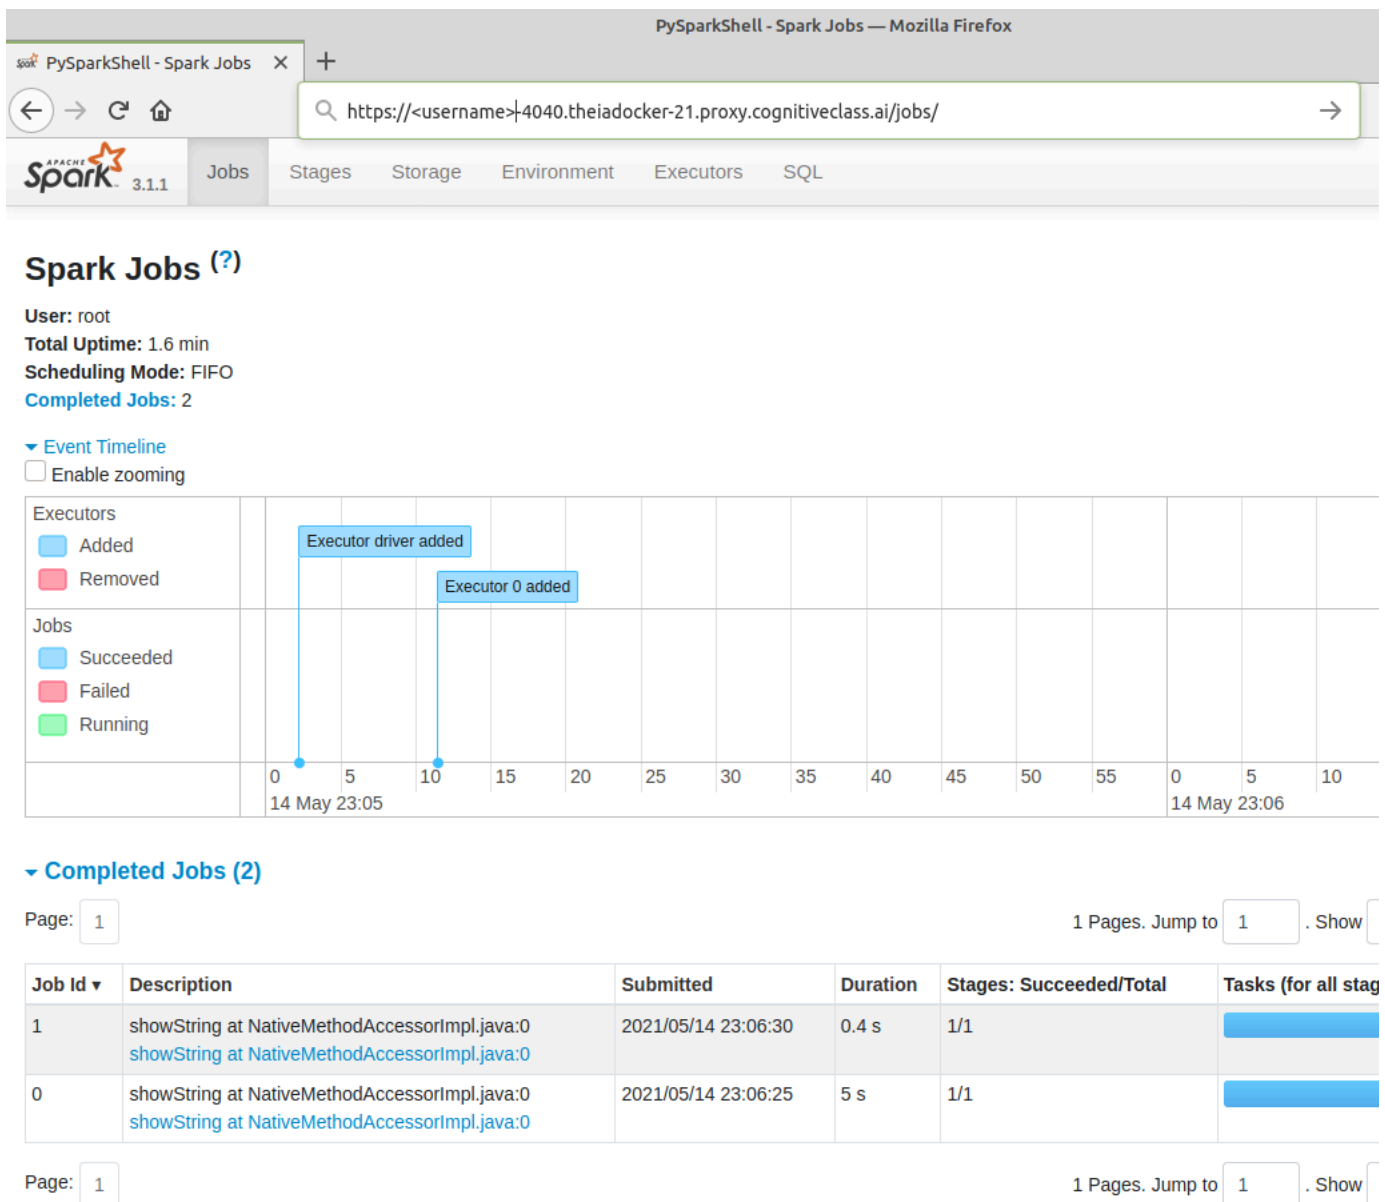 PySparkShell - Spark Jobs — Mozilla Firefox
PySparkShell - Spark Jobs
https://<username>-4040.theiadocker-21.proxy.cognitiveclass.ai/jobs/
APACHE Spark 3.1.1 Jobs Stages Storage Environment Executors SQL
Spark Jobs (?)
User: root
Total Uptime: 1.6 min
Scheduling Mode: FIFO
Completed Jobs: 2
Event Timeline
Enable zooming
Executors
Added
Removed
Executor driver added
Executor 0 added
Jobs
Succeeded
Failed
Running
0 5 10 15 20 25 30 35 40 45 50 55 0 5 10
14 May 23:05 14 May 23:06
Completed Jobs (2)
Page: 1 1 Pages. Jump to 1 . Show
Job Id ▾ Description Submitted Duration Stages: Succeeded/Total Tasks (for all stag
1 showString at NativeMethodAccessorImpl.java:0 2021/05/14 23:06:30 0.4 s 1/1
showString at NativeMethodAccessorImpl.java:0
0 showString at NativeMethodAccessorImpl.java:0 2021/05/14 23:06:25 5 s 1/1
showString at NativeMethodAccessorImpl.java:0
Page: 1 1 Pages. Jump to 1 . Show